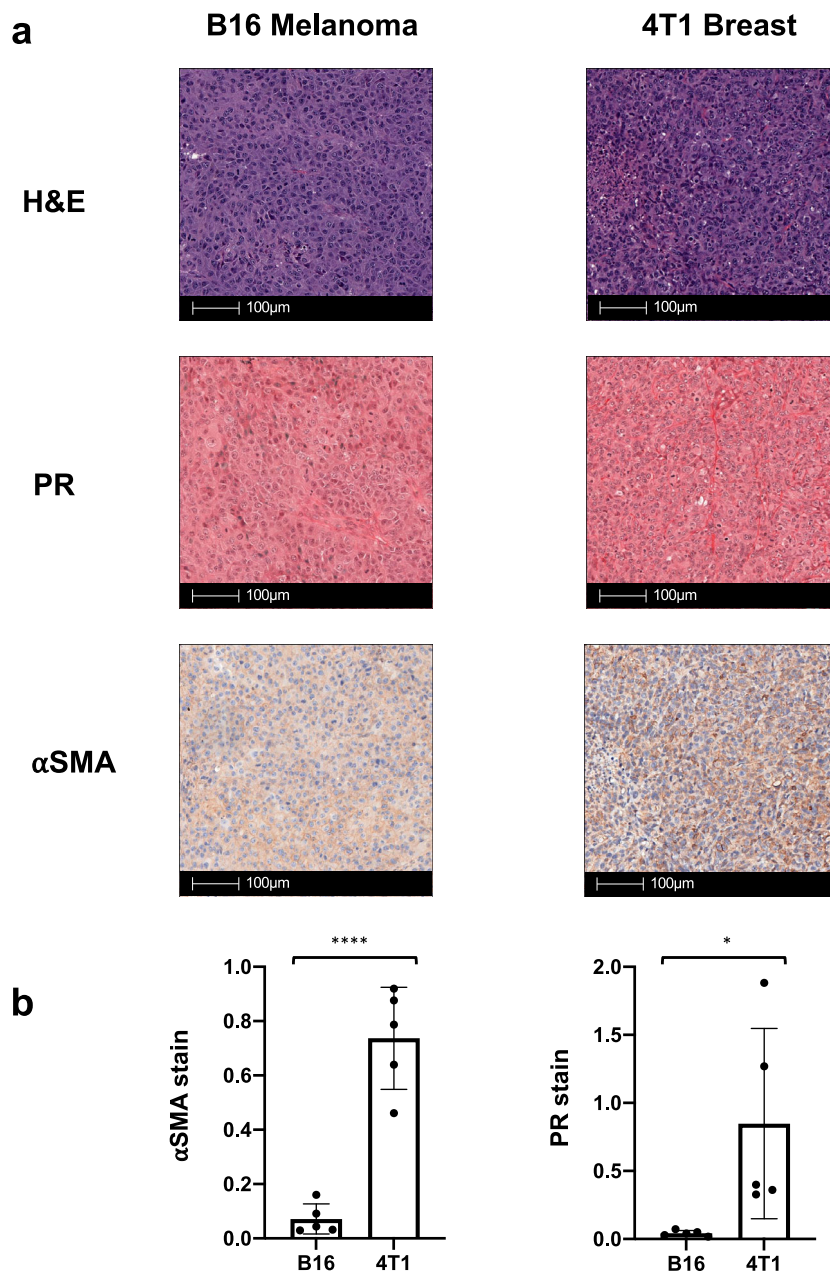 a
B16 Melanoma
4T1 Breast
H&E
100µm
100µm
PR
100µm
100µm
αSMA
100µm
100µm
b
****
αSMA stain
1.0
0.8
0.6
0.4
0.2
0.0
B16
4T1
*
PR stain
2.0
1.5
1.0
0.5
0.0
B16
4T1